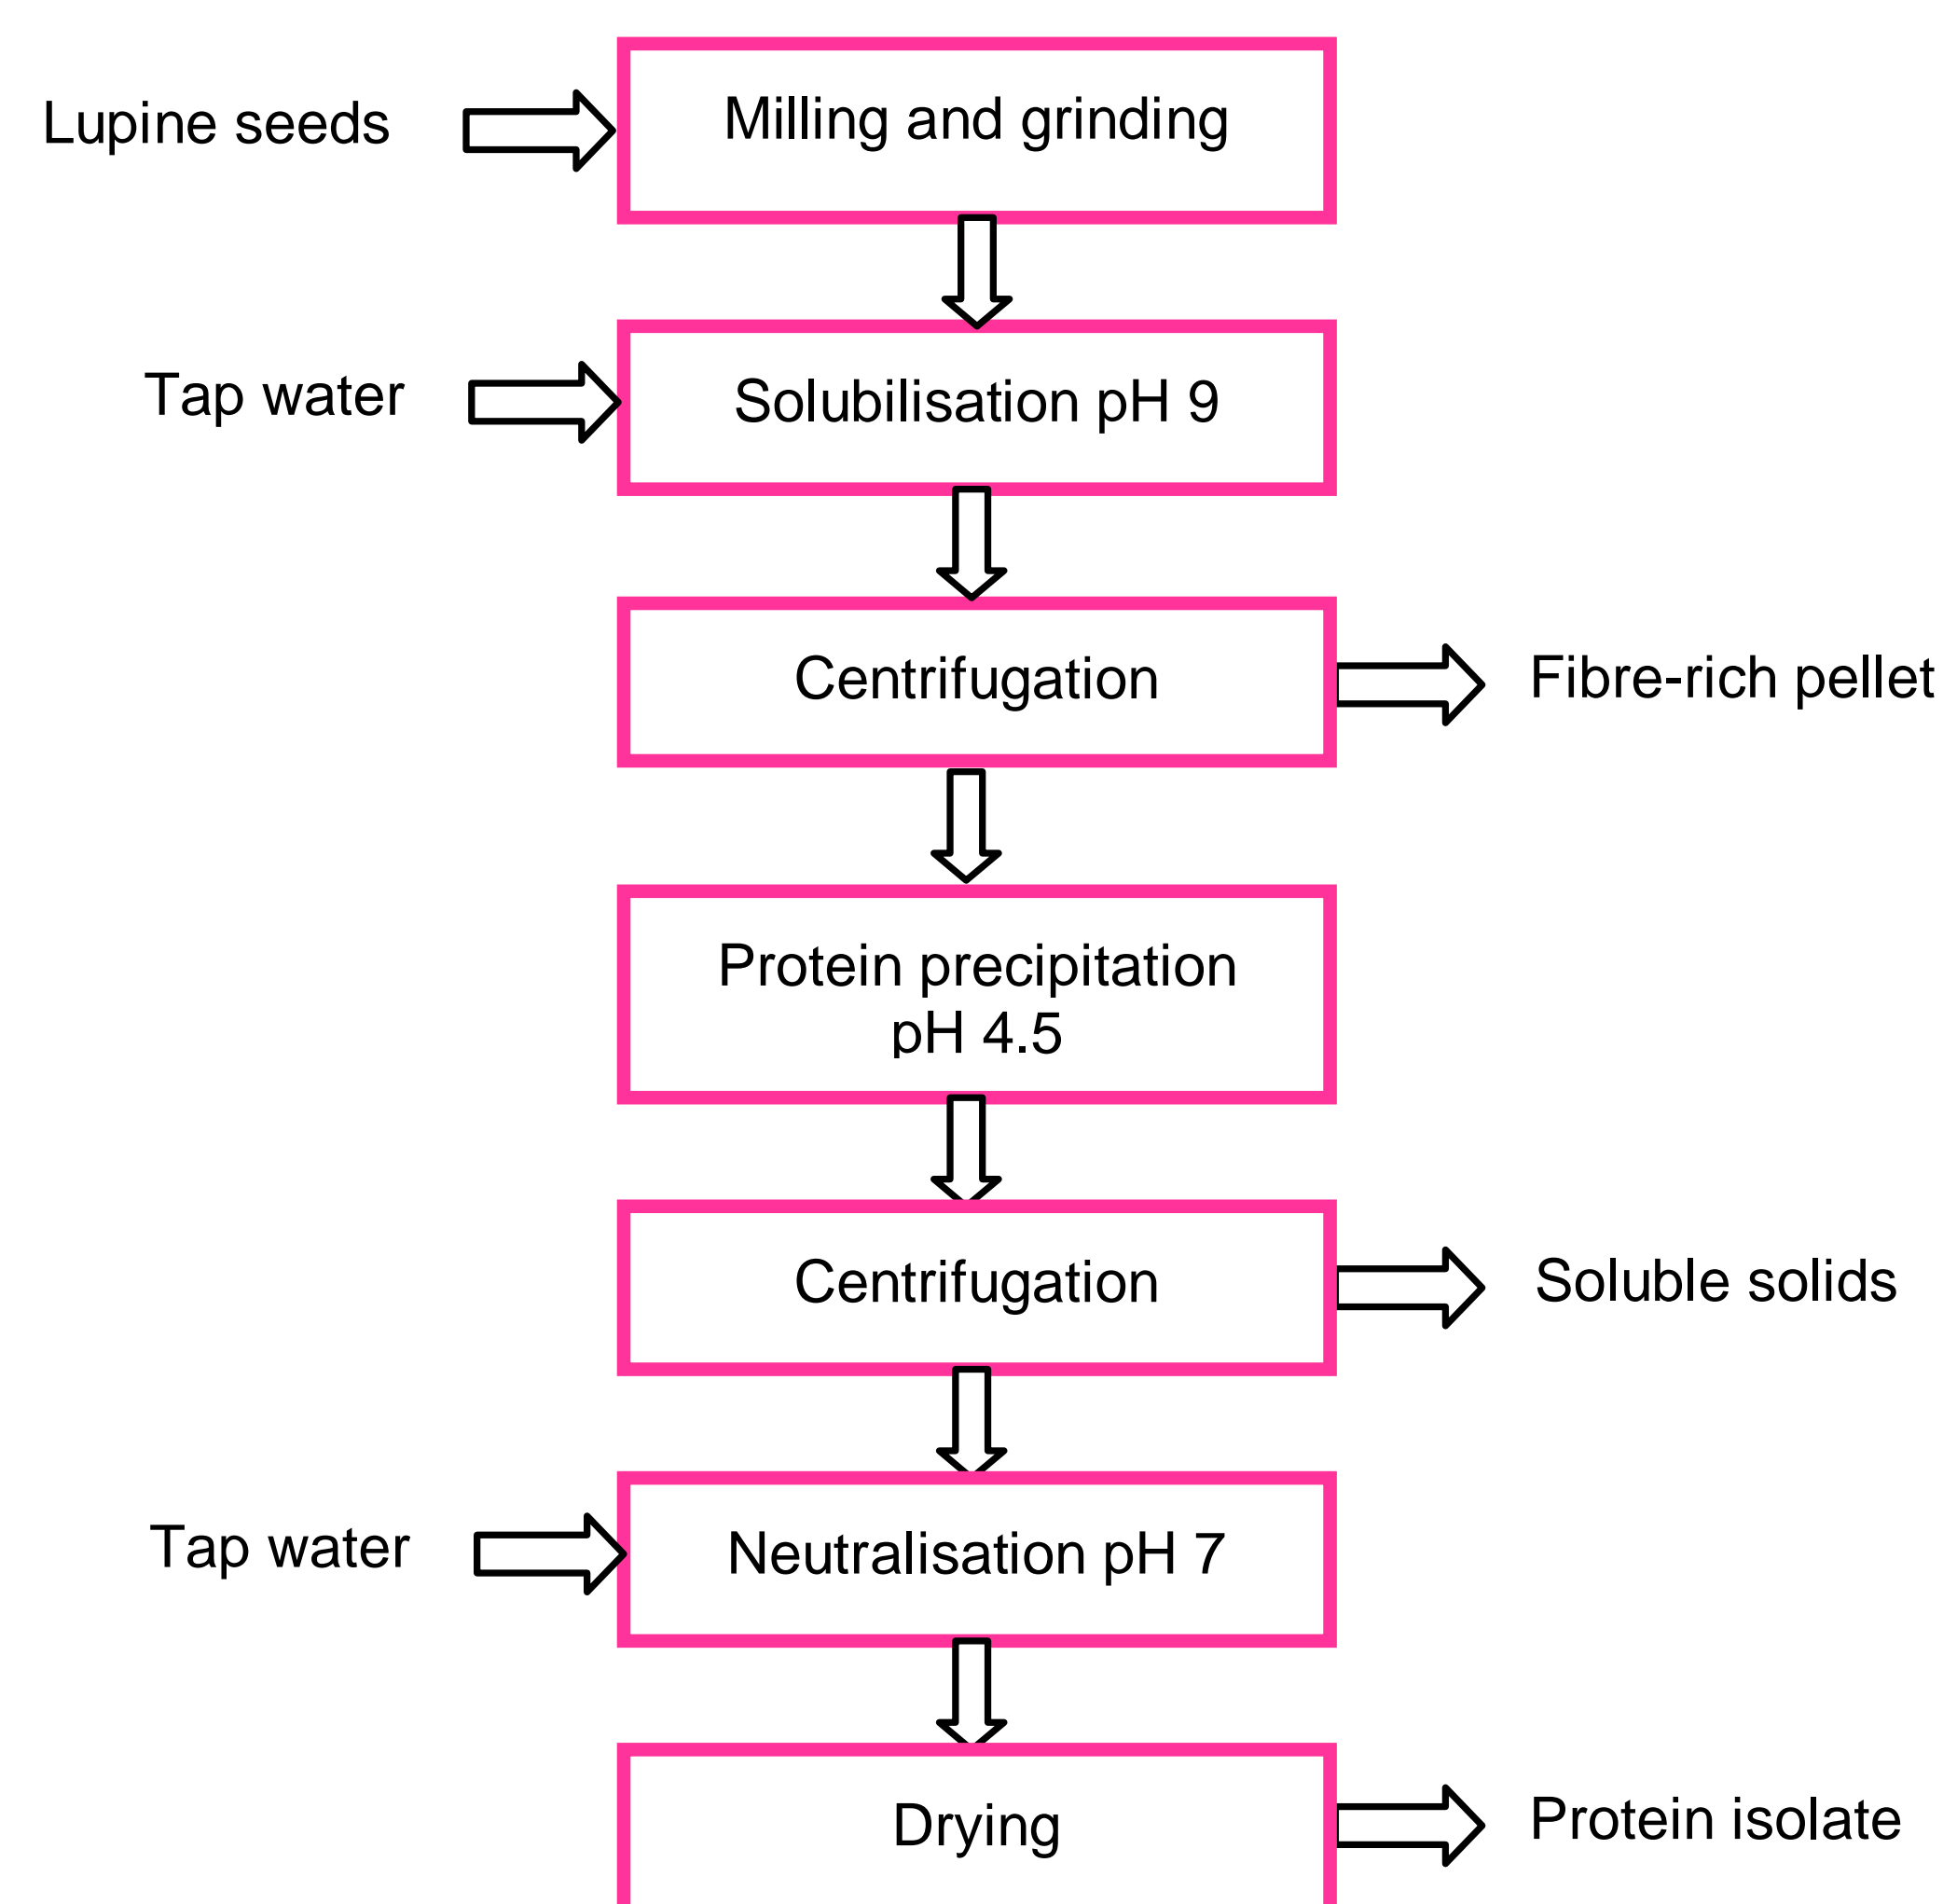 Lupine seeds
Milling and grinding
Tap water
Solubilisation pH 9
Centrifugation
Fibre-rich pellet
Protein precipitation
pH 4.5
Centrifugation
Soluble solids
Tap water
Neutralisation pH 7
Drying
Protein isolate